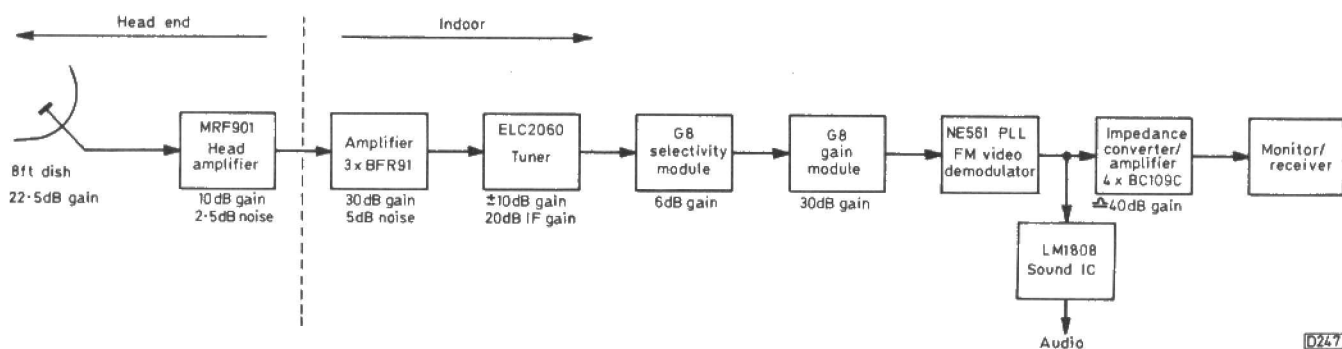 Head end
Indoor
8ft dish
22·5dB gain
MRF901
Head
amplifier
10dB gain
2·5dB noise
Amplifier
3 x BFR91
30dB gain
5dB noise
ELC2060
Tuner
±10dB gain
20dB IF gain
G8
selectivity
module
6dB gain
G8
gain
module
30dB gain
NE561 PLL
FM video
demodulator
Impedance
converter/
amplifier
4 x BC109C
≏40dB gain
Monitor/
receiver
LM1808
Sound IC
Audio
D247